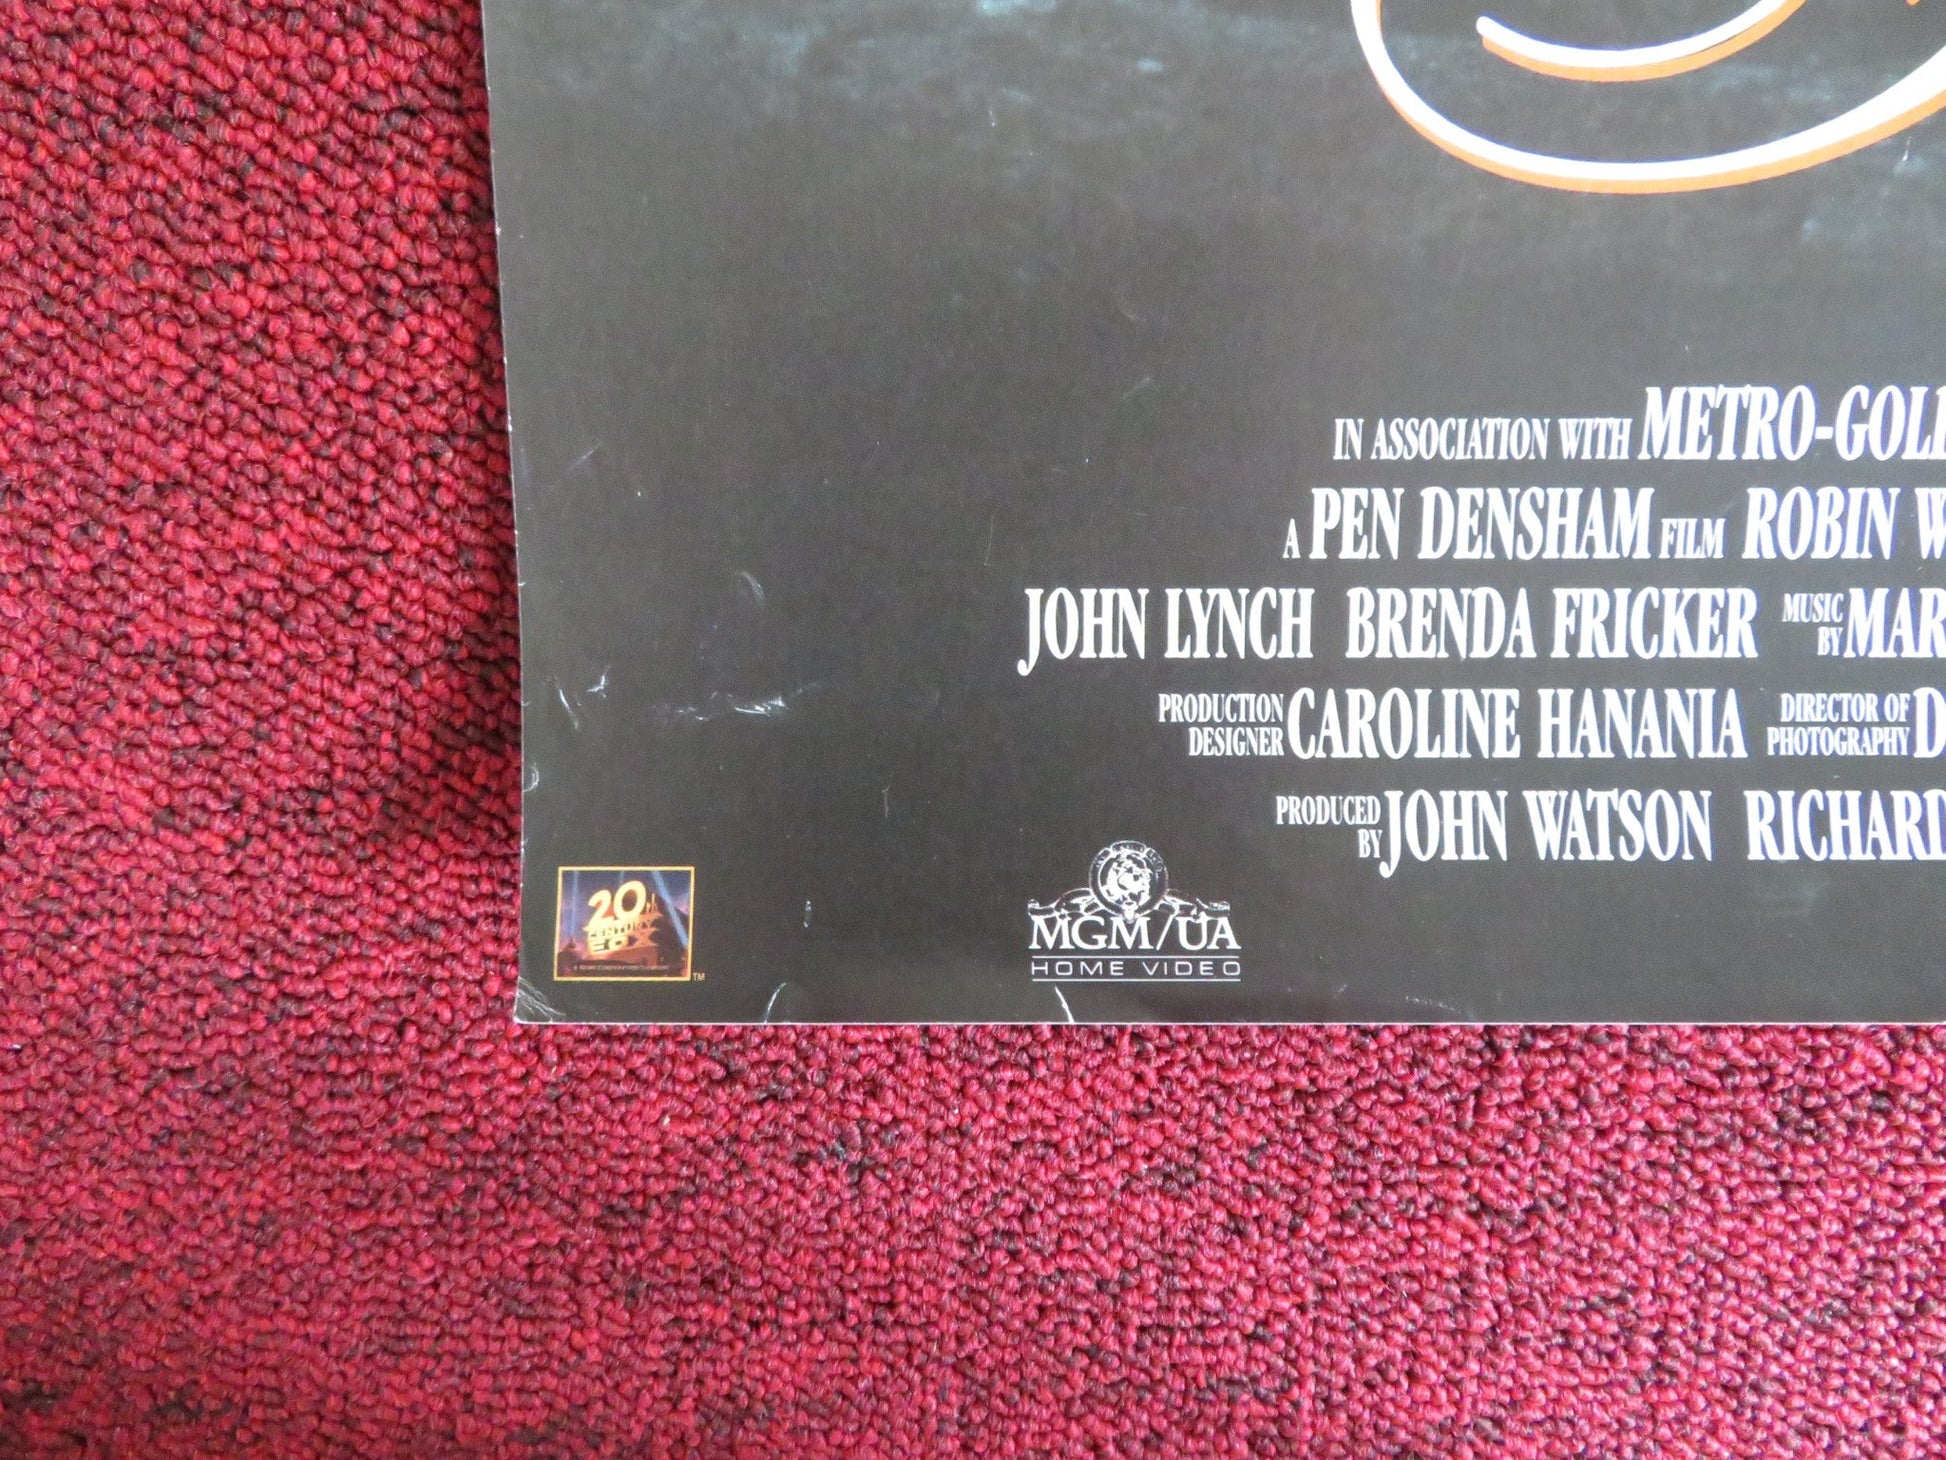 IN ASSOCIATION WITH METRO-GOL
A PEN DENSHAM FILM ROBIN W
JOHN LYNCH BRENDA FRICKER MUSIC BY MAR
PRODUCTION DESIGNER CAROLINE HANANIA DIRECTOR OF PHOTOGRAPHY D
PRODUCED BY JOHN WATSON RICHARD
20th CENTURY FOX
TM
MGM/UA
HOME VIDEO